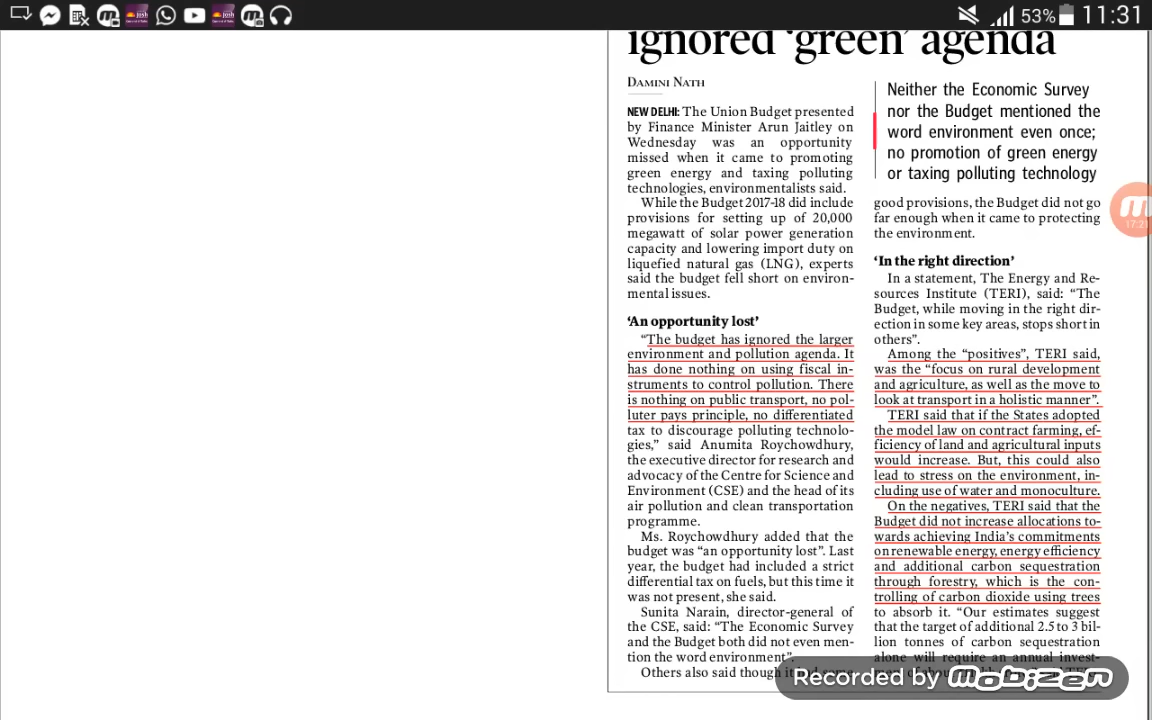 53% 11:31
ignored ‘green’ agenda
DAMINI NATH
NEW DELHI: The Union Budget presented
by Finance Minister Arun Jaitley on
Wednesday was an opportunity
missed when it came to promoting
green energy and taxing polluting
technologies, environmentalists said.
While the Budget 2017-18 did include
provisions for setting up of 20,000
megawatt of solar power generation
capacity and lowering import duty on
liquefied natural gas (LNG), experts
said the budget fell short on environ-
mental issues.
‘An opportunity lost’
“The budget has ignored the larger
environment and pollution agenda. It
has done nothing on using fiscal in-
struments to control pollution. There
is nothing on public transport, no pol-
luter pays principle, no differentiated
tax to discourage polluting technolo-
gies,” said Anumita Roychowdhury,
the executive director for research and
advocacy of the Centre for Science and
Environment (CSE) and the head of its
air pollution and clean transportation
programme.
Ms. Roychowdhury added that the
budget was “an opportunity lost”. Last
year, the budget had included a strict
differential tax on fuels, but this time it
was not present, she said.
Sunita Narain, director-general of
the CSE, said: “The Economic Survey
and the Budget both did not even men-
tion the word environment”.
Others also said though it had some
Neither the Economic Survey
nor the Budget mentioned the
word environment even once;
no promotion of green energy
or taxing polluting technology
good provisions, the Budget did not go
far enough when it came to protecting
the environment.
‘In the right direction’
In a statement, The Energy and Re-
sources Institute (TERI), said: “The
Budget, while moving in the right dir-
ection in some key areas, stops short in
others”.
Among the “positives”, TERI said,
was the “focus on rural development
and agriculture, as well as the move to
look at transport in a holistic manner”.
TERI said that if the States adopted
the model law on contract farming, ef-
ficiency of land and agricultural inputs
would increase. But, this could also
lead to stress on the environment, in-
cluding use of water and monoculture.
On the negatives, TERI said that the
Budget did not increase allocations to-
wards achieving India’s commitments
on renewable energy, energy efficiency
and additional carbon sequestration
through forestry, which is the con-
trolling of carbon dioxide using trees
to absorb it. “Our estimates suggest
that the target of additional 2.5 to 3 bil-
lion tonnes of carbon sequestration
alone will require an annual invest-
17:21
Recorded by mobizen